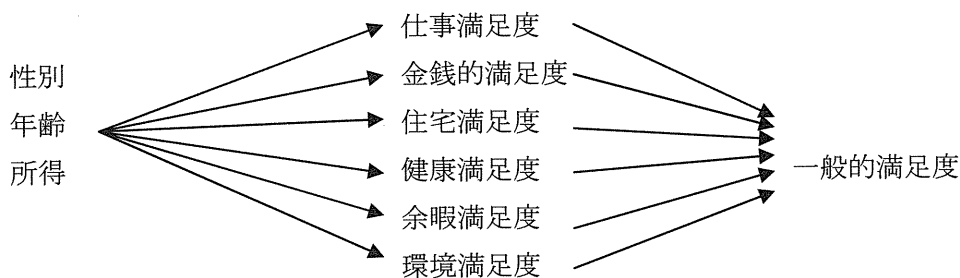 性別
年齢
所得
仕事満足度
金銭的満足度
住宅満足度
健康満足度
余暇満足度
環境満足度
一般的満足度